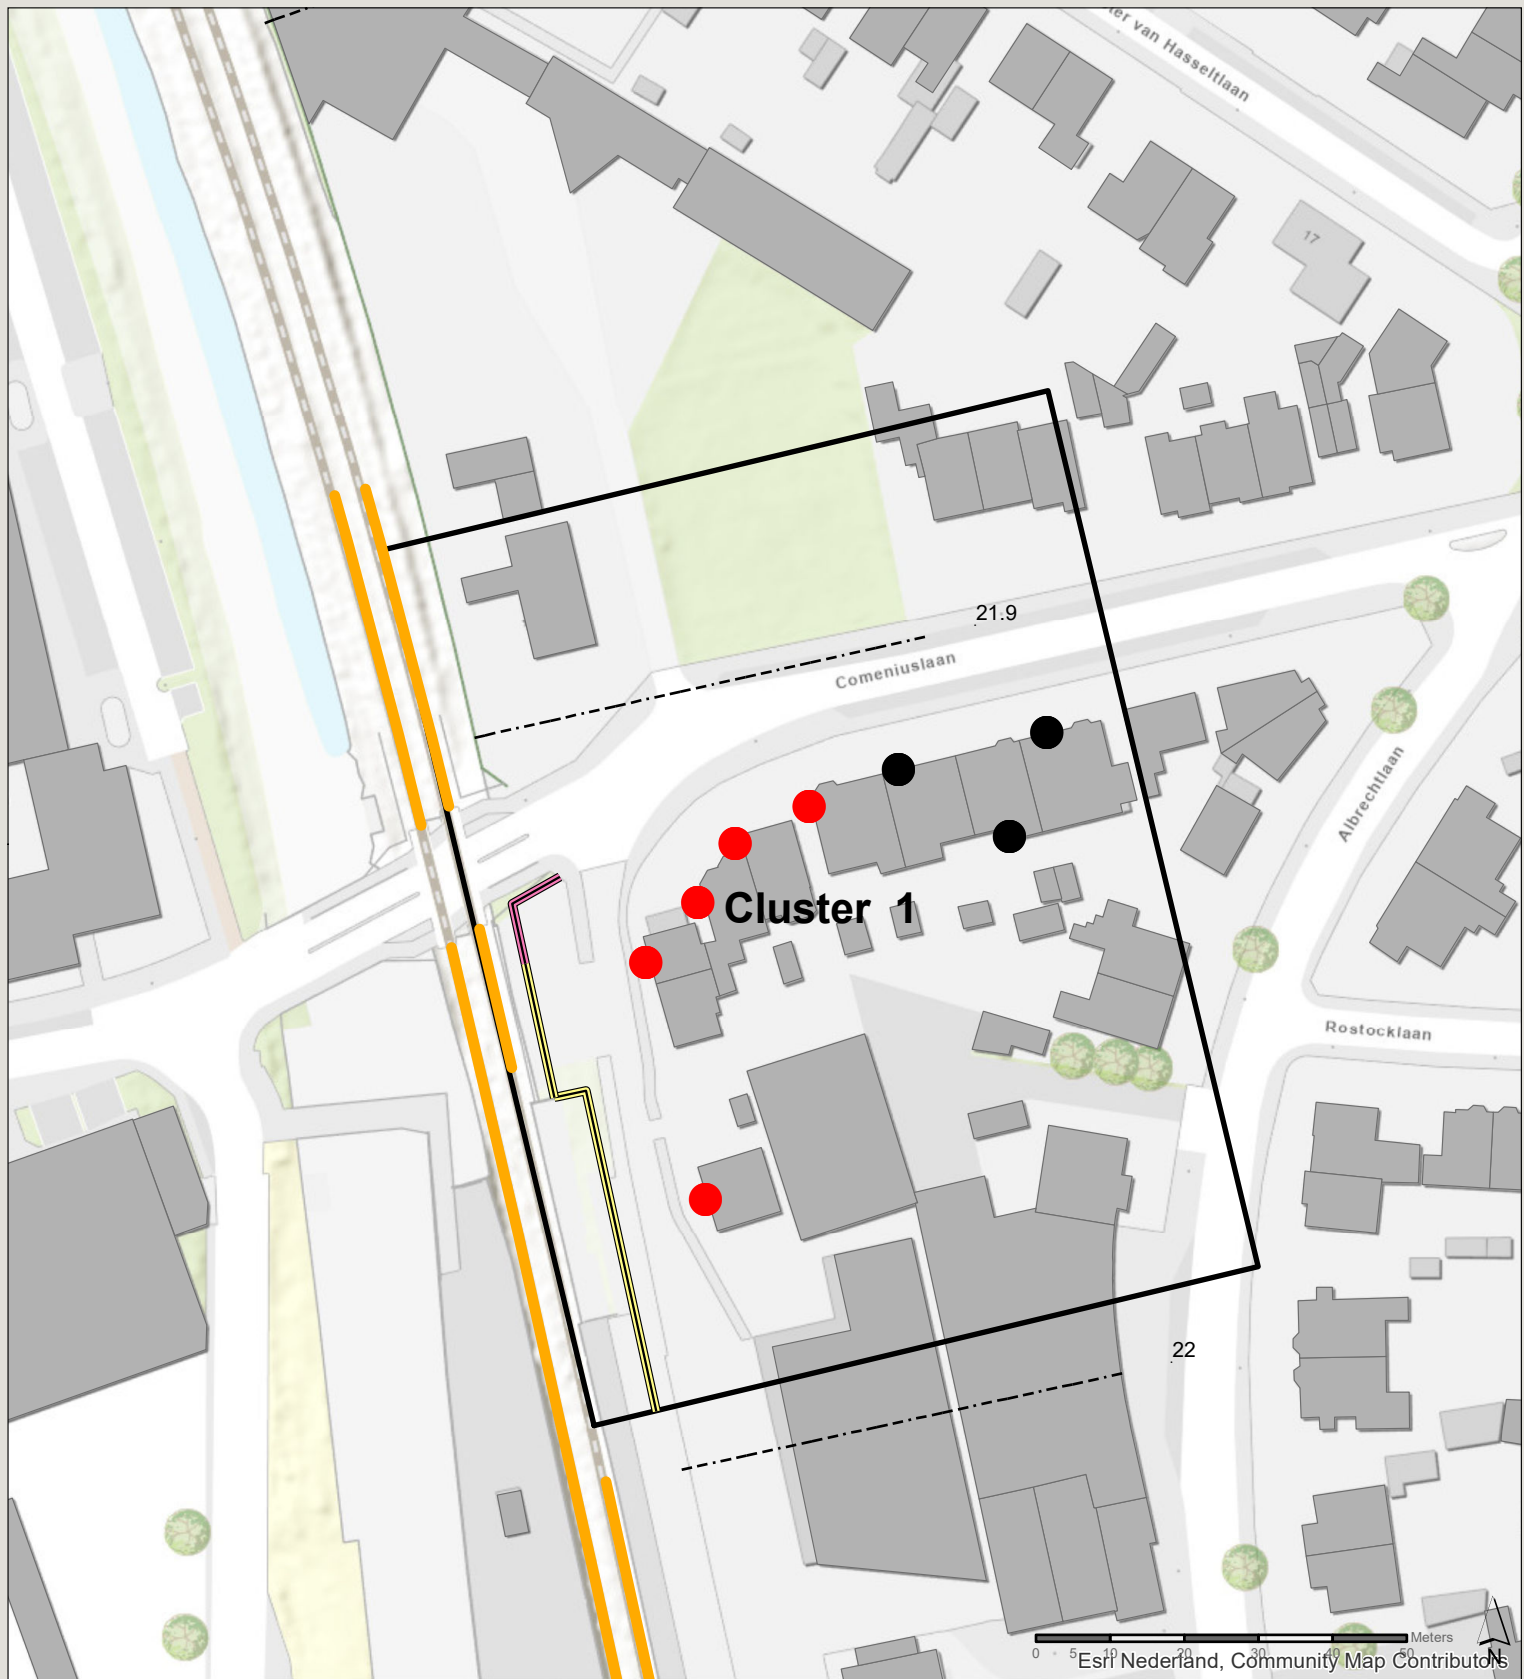 ter van Hasseltlaan
17
21.9
Comeniuslaan
Albrechtlaan
Cluster 1
Rostocklaan
22
Meters
0 5 10 20 30 40 50
N
Esri Nederland, Community Map Contributors